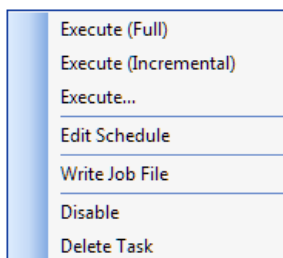 Execute (Full)
Execute (Incremental)
Execute...
Edit Schedule
Write Job File
Disable
Delete Task